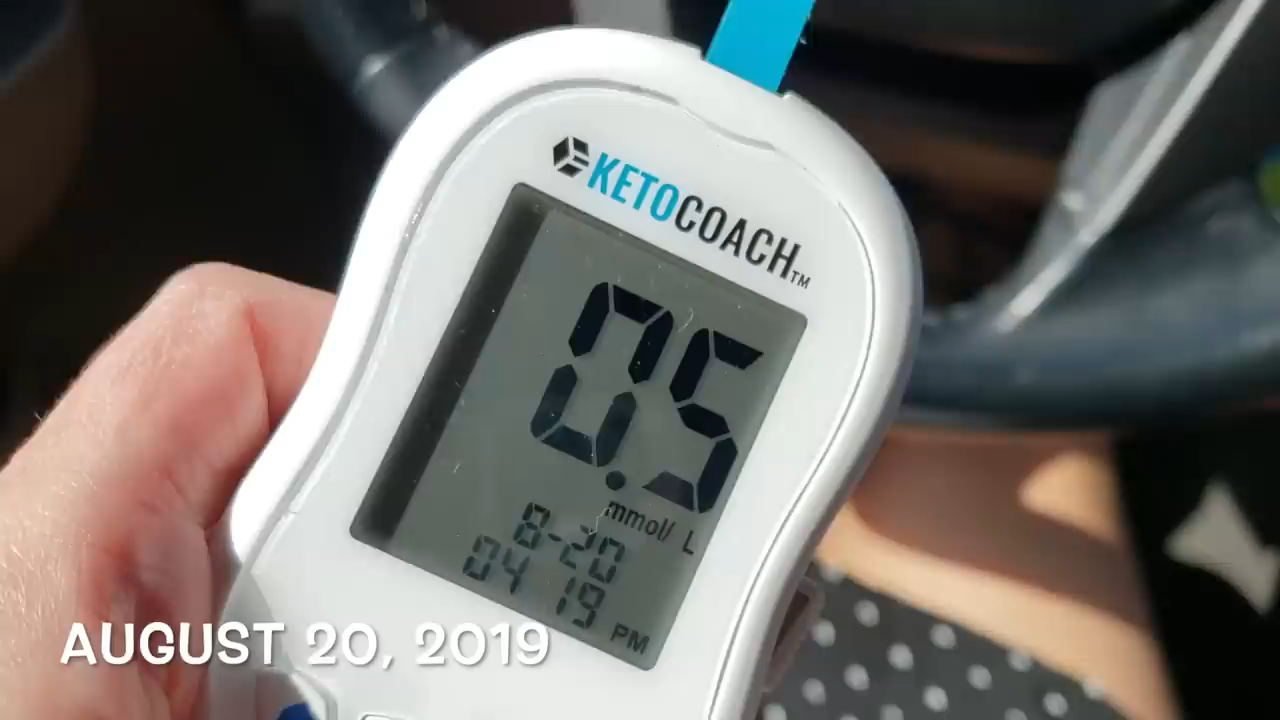 KETOCOACH™
0.5
mmol/L
8-20
04 19 PM
AUGUST 20, 2019